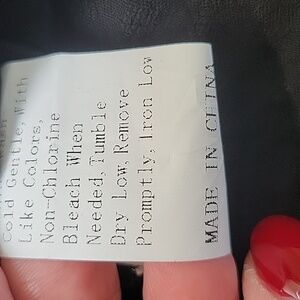 Cold Gentle, With
Like Colors,
Non-Chlorine
Bleach When
Needed, Tumble
Dry Low, Remove
Promptly, Iron Low
MADE IN CHINA